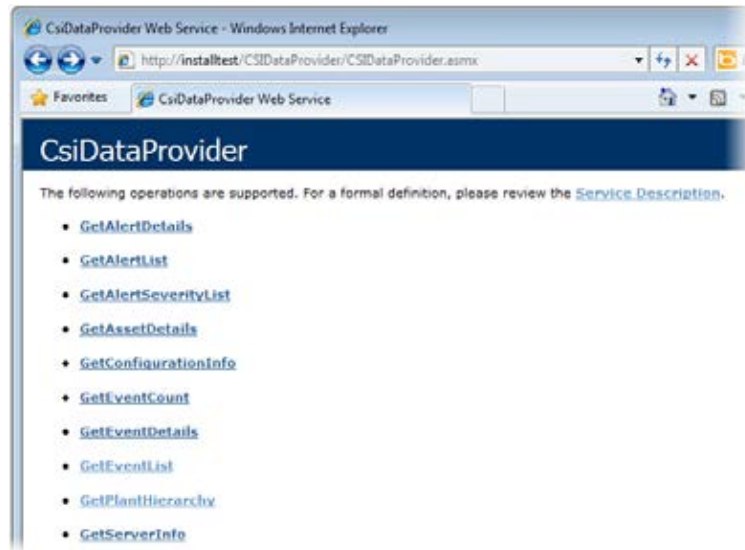 CsiDataProvider Web Service - Windows Internet Explorer
http://installtest/CSIDataProvider/CSIDataProvider.asmx
Favorites CsiDataProvider Web Service
CsiDataProvider
The following operations are supported. For a formal definition, please review the Service Description.
• GetAlertDetails
• GetAlertList
• GetAlertSeverityList
• GetAssetDetails
• GetConfigurationInfo
• GetEventCount
• GetEventDetails
• GetEventList
• GetPlantHierarchy
• GetServerInfo